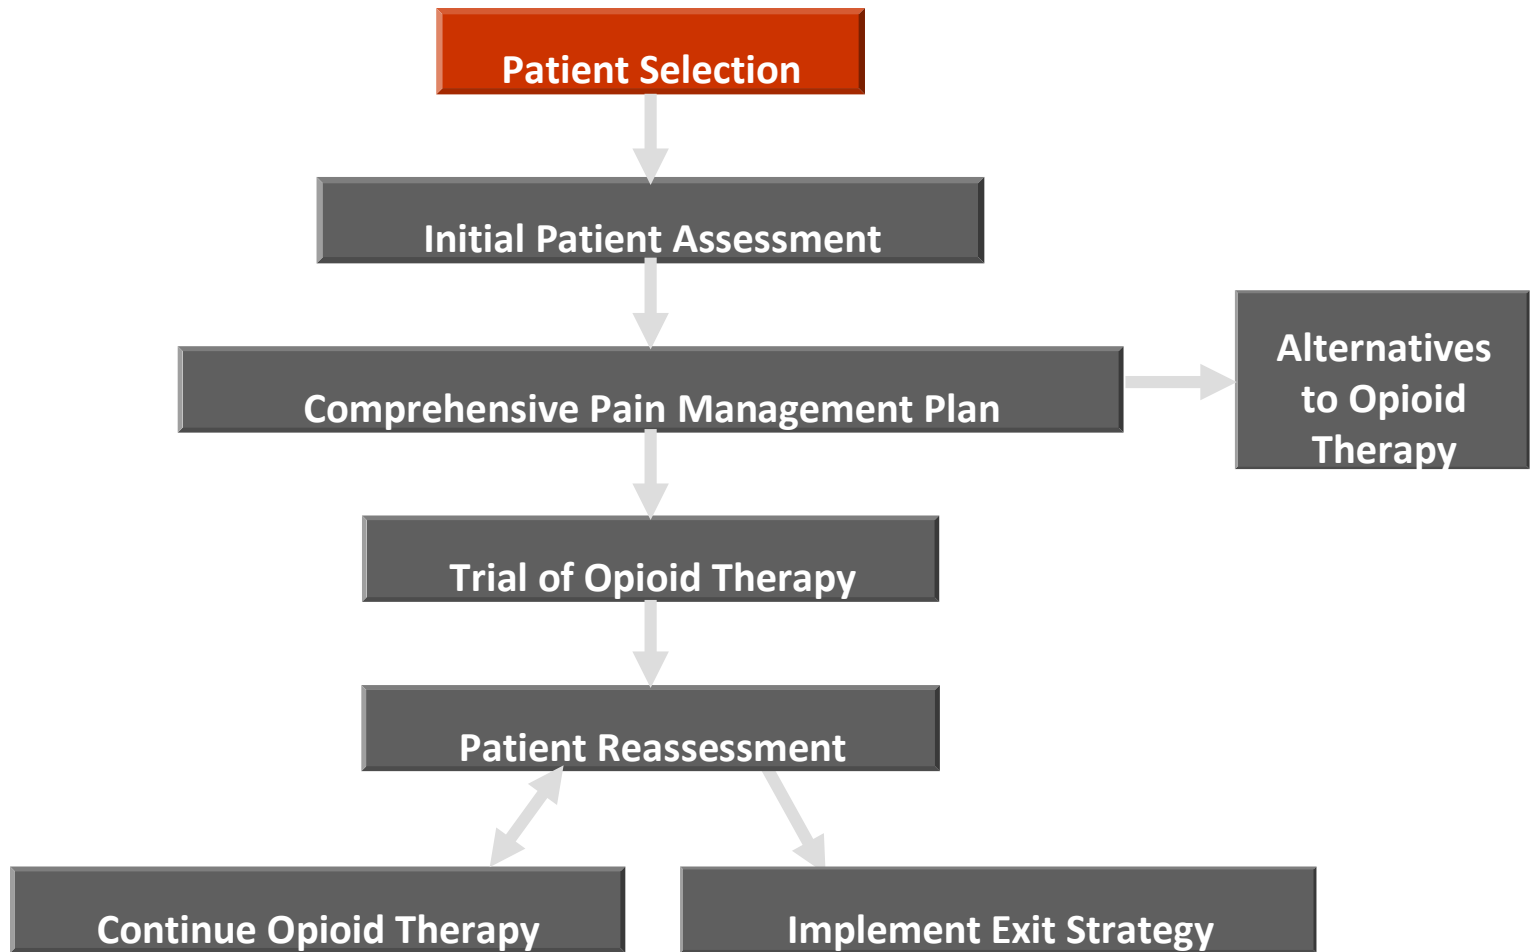 Patient Selection
Initial Patient Assessment
Comprehensive Pain Management Plan
Alternatives
to Opioid
Therapy
Trial of Opioid Therapy
Patient Reassessment
Continue Opioid Therapy
Implement Exit Strategy